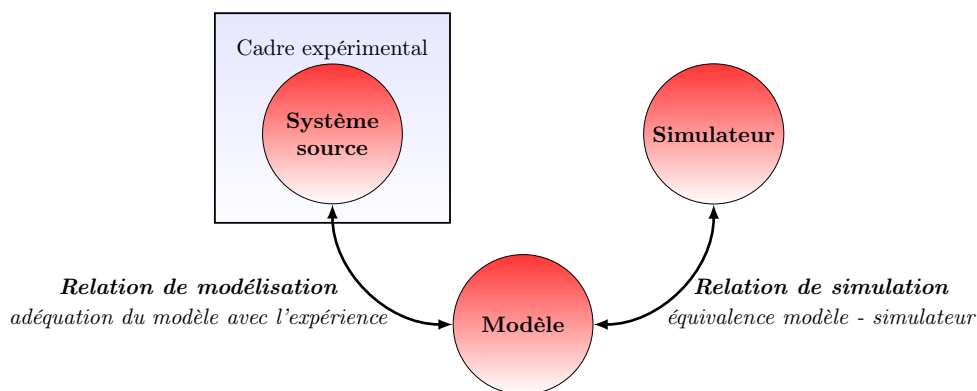 Cadre expérimental
Système
source
Simulateur
Relation de modélisation
adéquation du modèle avec l'expérience
Modèle
Relation de simulation
équivalence modèle - simulateur